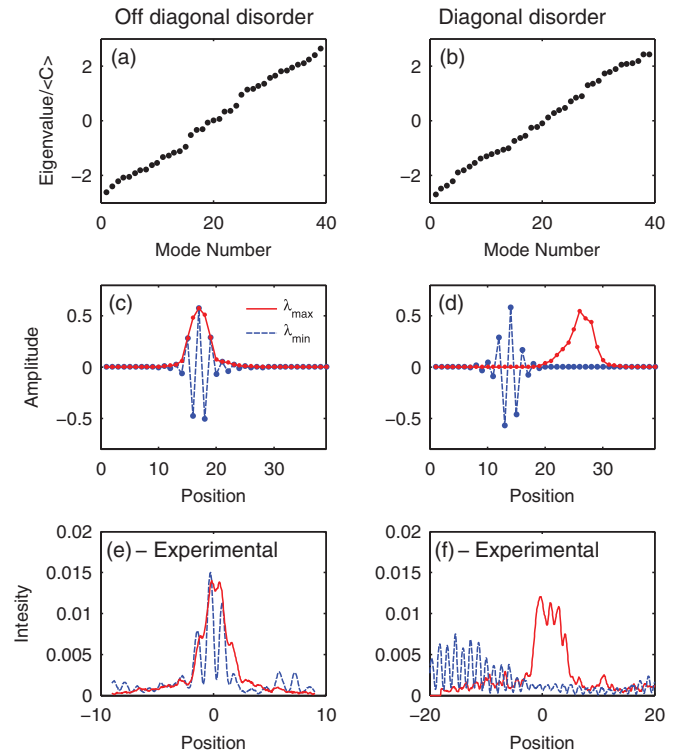 Off diagonal disorder
Diagonal disorder
Eigenvalue/<C>
(a)
2
0
−2
0
20
40
Mode Number
(b)
2
0
−2
0
20
40
Mode Number
Amplitude
(c)
λmax
λmin
0.5
0
−0.5
0
10
20
30
Position
(d)
0.5
0
−0.5
0
10
20
30
Position
Intesity
(e) – Experimental
0.02
0.015
0.01
0.005
0
−10
0
10
Position
(f) – Experimental
0.02
0.015
0.01
0.005
0
−20
0
20
Position